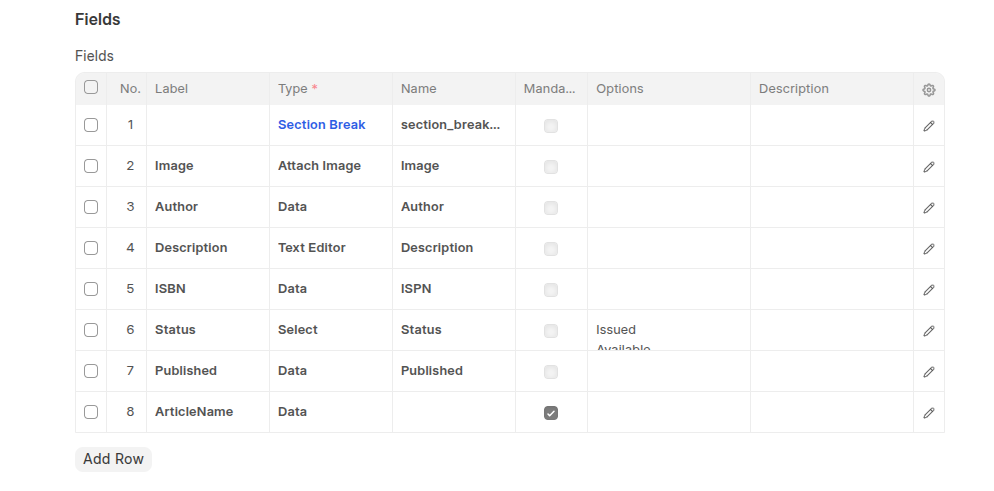 Fields
Fields
No. Label Type * Name Manda... Options Description
1 Section Break section_break...
2 Image Attach Image Image
3 Author Data Author
4 Description Text Editor Description
5 ISBN Data ISPN
6 Status Select Status Issued
Available
7 Published Data Published
8 ArticleName Data
Add Row